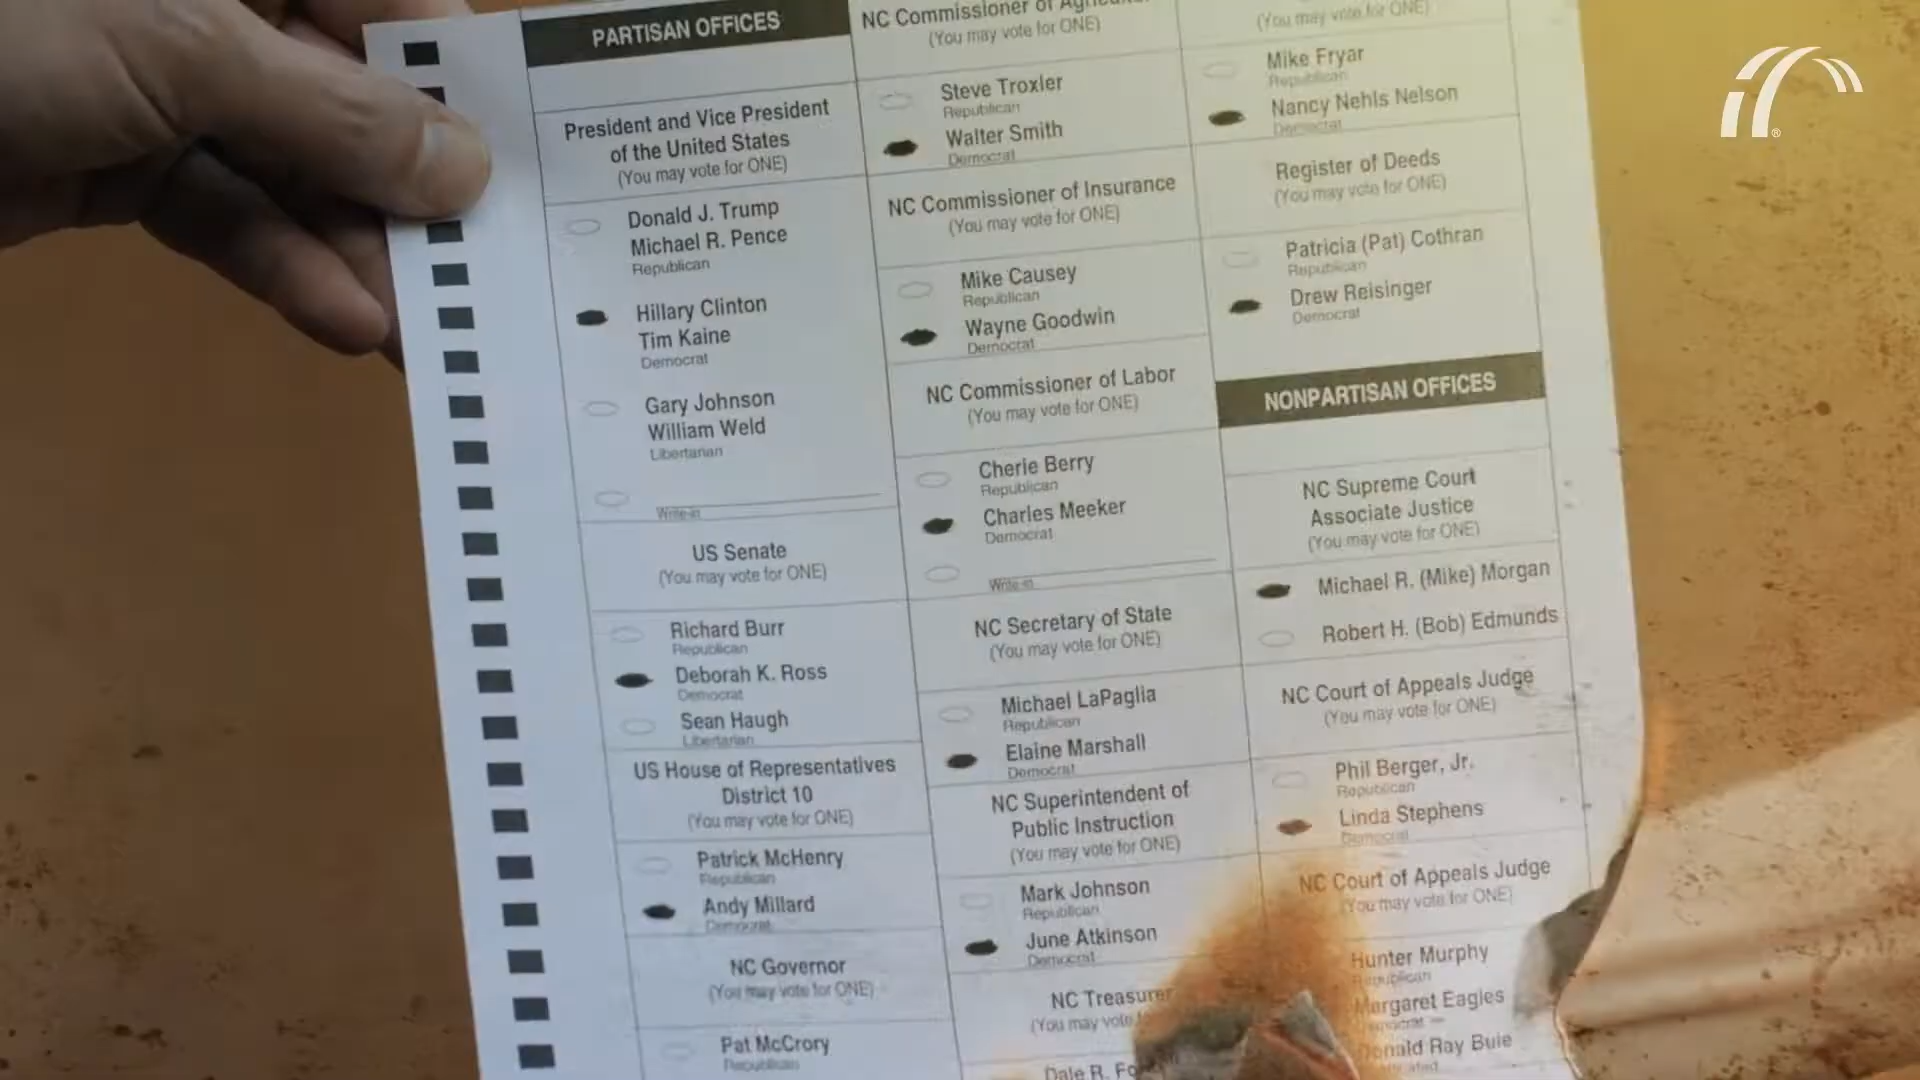 PARTISAN OFFICES
President and Vice President
of the United States
(You may vote for ONE)
Donald J. Trump
Michael R. Pence
Republican
Hillary Clinton
Tim Kaine
Democrat
Gary Johnson
William Weld
Libertarian
Write-in
US Senate
(You may vote for ONE)
Richard Burr
Republican
Deborah K. Ross
Democrat
Sean Haugh
Libertarian
US House of Representatives
District 10
(You may vote for ONE)
Patrick McHenry
Republican
Andy Millard
Democrat
NC Governor
(You may vote for ONE)
Pat McCrory
Republican
NC Commissioner of
(You may vote for ONE)
Steve Troxler
Republican
Walter Smith
Democrat
NC Commissioner of Insurance
(You may vote for ONE)
Mike Causey
Republican
Wayne Goodwin
Democrat
NC Commissioner of Labor
(You may vote for ONE)
Cherie Berry
Republican
Charles Meeker
Democrat
Write-in
NC Secretary of State
(You may vote for ONE)
Michael LaPaglia
Republican
Elaine Marshall
Democrat
NC Superintendent of
Public Instruction
(You may vote for ONE)
Mark Johnson
Republican
June Atkinson
Democrat
NC Treasurer
(You may vote
Dale R.
(You may vote for ONE)
Mike Fryar
Republican
Nancy Nehls Nelson
Democrat
Register of Deeds
(You may vote for ONE)
Patricia (Pat) Cothran
Republican
Drew Reisinger
Democrat
NONPARTISAN OFFICES
NC Supreme Court
Associate Justice
(You may vote for ONE)
Michael R. (Mike) Morgan
Robert H. (Bob) Edmunds
NC Court of Appeals Judge
(You may vote for ONE)
Phil Berger, Jr.
Republican
Linda Stephens
Democrat
NC Court of Appeals Judge
(You may vote for ONE)
Hunter Murphy
Republican
Margaret Eagles
Donald Ray Buie